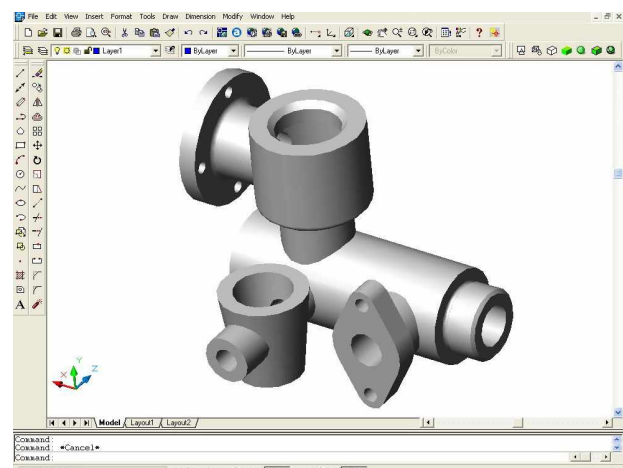 File Edit View Insert Format Tools Draw Dimension Modify Window Help
Layer1 ByLayer ByLayer ByLayer ByColor
A
Y
X Z
Model Layout1 Layout2
Command:
Command: *Cancel*
Command: